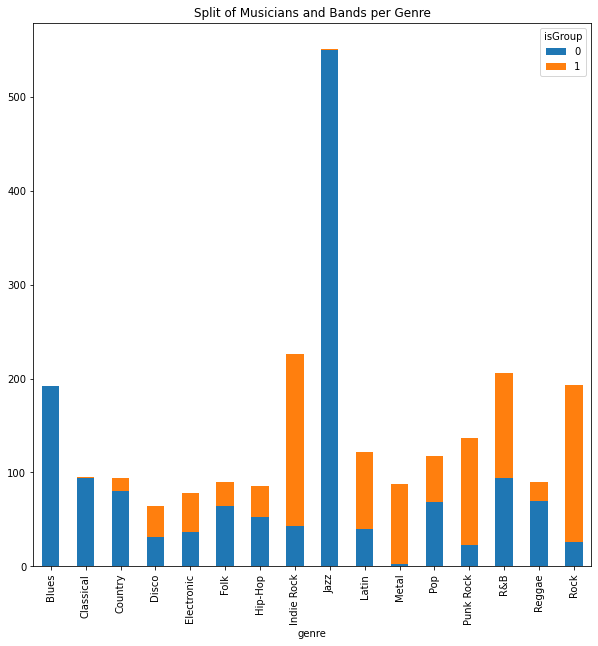 Split of Musicians and Bands per Genre
isGroup
0
1
500
400
300
200
100
0
Blues
Classical
Country
Disco
Electronic
Folk
Hip-Hop
Indie Rock
Jazz
Latin
Metal
Pop
Punk Rock
R&B
Reggae
Rock
genre